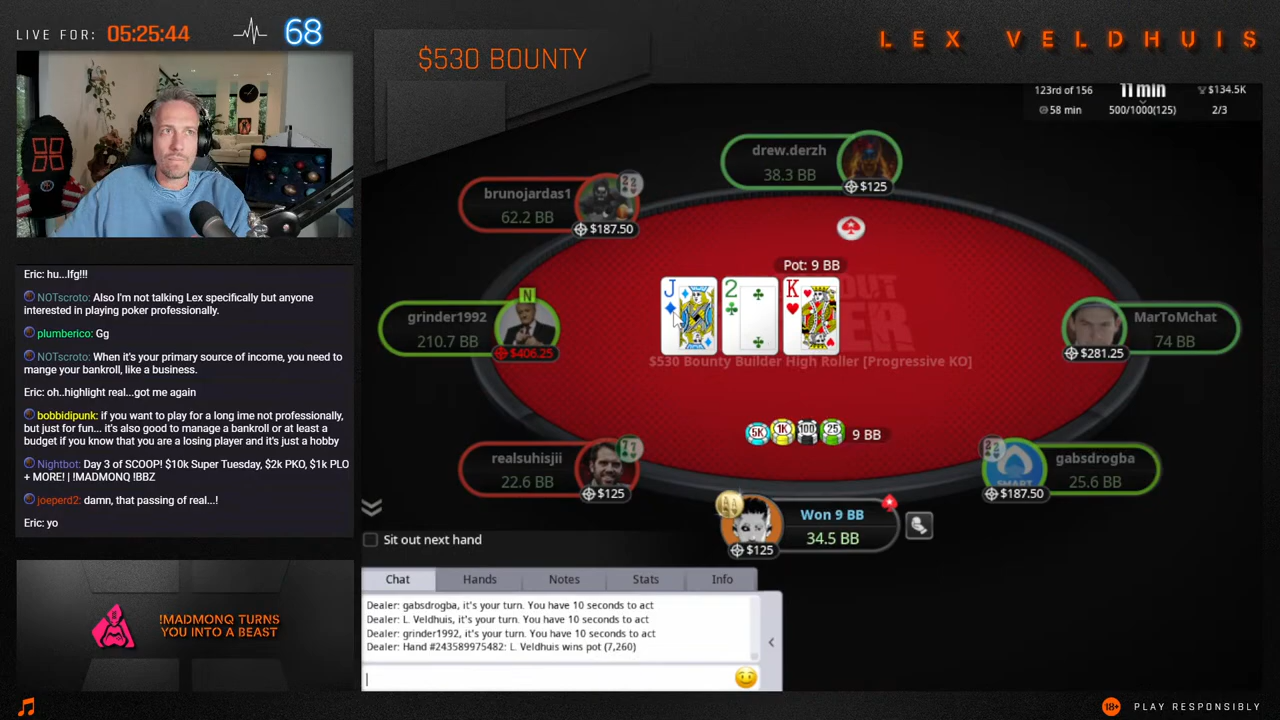 LIVE FOR: 05:25:44 68
$530 BOUNTY
LEX VELDHUIS
123rd of 156 11 min $134.5K
58 min 500/1000(125) 2/3
drew.derzh
38.3 BB
$125
brunojardas1
62.2 BB
$187.50
Pot: 9 BB
J 2 K
N
grinder1992
210.7 BB
$406.25
MarToMchat
74 BB
$281.25
$530 Bounty Builder High Roller [Progressive KO]
5K 1K 100 25 9 BB
realsuhisjii
22.6 BB
$125
gabsdrogba
25.6 BB
SMART
$187.50
Won 9 BB
34.5 BB
$125
Sit out next hand
Chat Hands Notes Stats Info
Dealer: gabsdrogba, it's your turn. You have 10 seconds to act
Dealer: L. Veldhuis, it's your turn. You have 10 seconds to act
Dealer: grinder1992, it's your turn. You have 10 seconds to act
Dealer: Hand #243589975482: L. Veldhuis wins pot (7,260)
Eric: hu...lfg!!!
NOTscroto: Also I'm not talking Lex specifically but anyone
interested in playing poker professionally.
plumberico: Gg
NOTscroto: When it's your primary source of income, you need to
mange your bankroll, like a business.
Eric: oh..highlight real...got me again
bobbidipunk: if you want to play for a long ime not professionally,
but just for fun... it's also good to manage a bankroll or at least a
budget if you know that you are a losing player and it's just a hobby
Nightbot: Day 3 of SCOOP! $10k Super Tuesday, $2k PKO, $1k PLO
+ MORE! | !MADMONQ !BBZ
joeperd2: damn, that passing of real...!
Eric: yo
!MADMONQ TURNS
YOU INTO A BEAST
18+ PLAY RESPONSIBLY